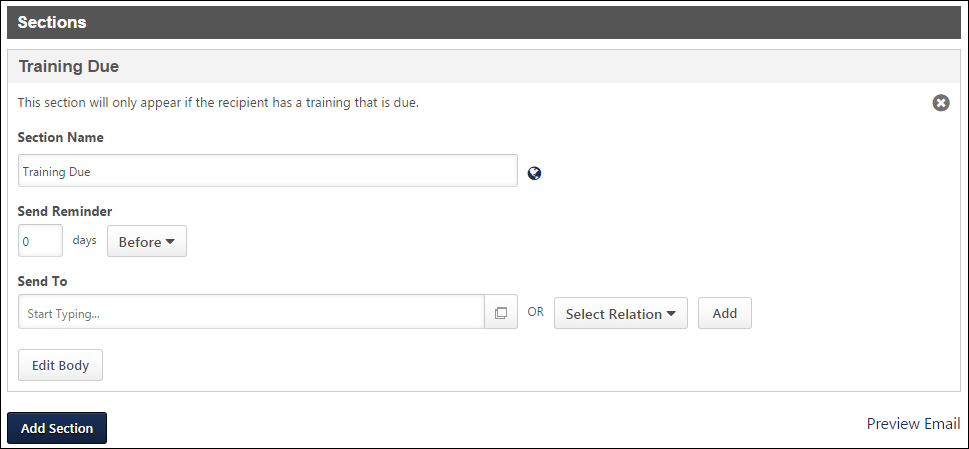 Sections
Training Due
This section will only appear if the recipient has a training that is due.
Section Name
Training Due
Send Reminder
0 days Before
Send To
Start Typing... OR Select Relation Add
Edit Body
Add Section Preview Email